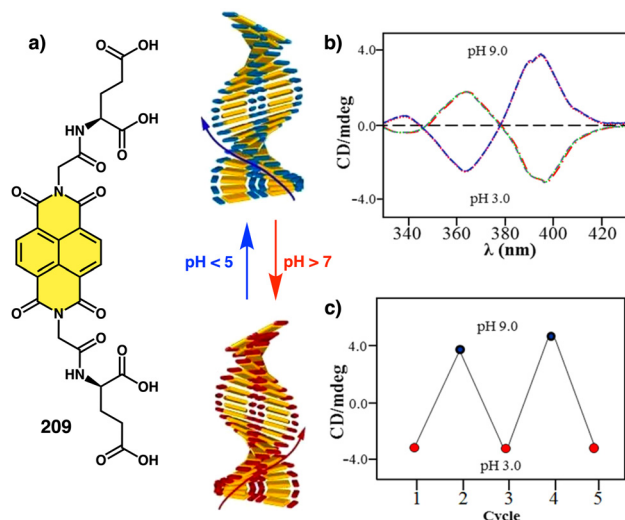 a)
OH
O
O
OH
HN
O
O
N
O
O
O
N
O
O
O
HN
OH
OH
O
209
pH < 5
pH > 7
b)
CD/mdeg
4.0
0.0
-4.0
pH 9.0
pH 3.0
340
360
380
400
420
λ (nm)
c)
CD/mdeg
4.0
0.0
-4.0
pH 9.0
pH 3.0
1
2
3
4
5
Cycle